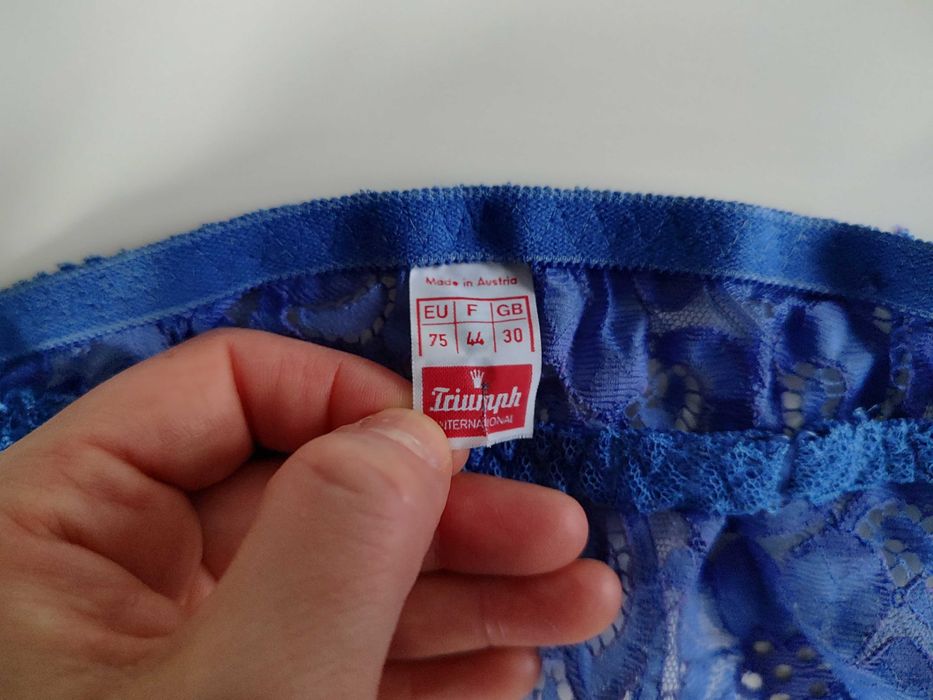 Made in Austria
EU F GB
75 44 30
Triumph
INTERNATIONAL